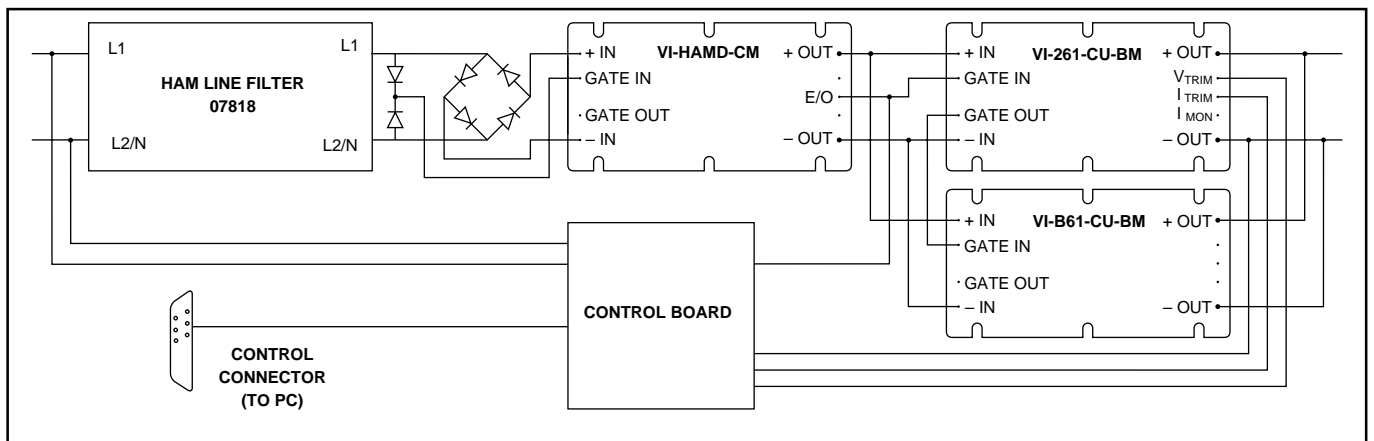 L1
L1
HAM LINE FILTER
07818
L2/N
L2/N
VI-HAMD-CM
+ IN
GATE IN
GATE OUT
– IN
+ OUT
E/O
– OUT
VI-261-CU-BM
+ IN
GATE IN
GATE OUT
– IN
+ OUT
VTRIM
I TRIM
I MON
– OUT
VI-B61-CU-BM
+ IN
GATE IN
GATE OUT
– IN
+ OUT
– OUT
CONTROL BOARD
CONTROL
CONNECTOR
(TO PC)